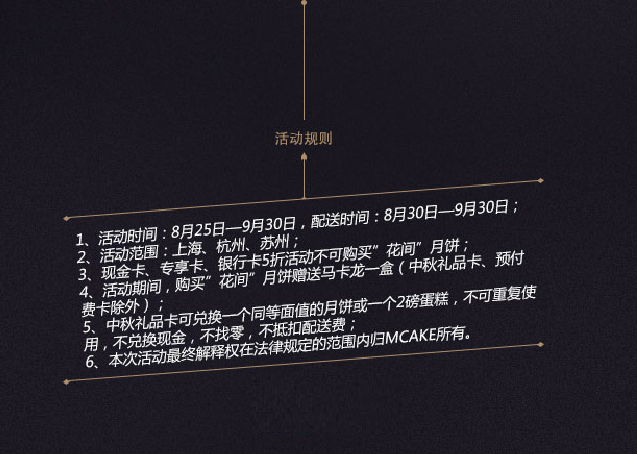 活动规则
1、活动时间：8月25日—9月30日，配送时间：8月30日—9月30日；
2、活动范围：上海、杭州、苏州；
3、现金卡、专享卡、银行卡5折活动不可购买”花间”月饼；
4、活动期间，购买”花间”月饼赠送马卡龙一盒（中秋礼品卡、预付
费卡除外）；
5、中秋礼品卡可兑换一个同等面值的月饼或一个2磅蛋糕，不可重复使
用，不兑换现金，不找零，不抵扣配送费；
6、本次活动最终解释权在法律规定的范围内归MCAKE所有。